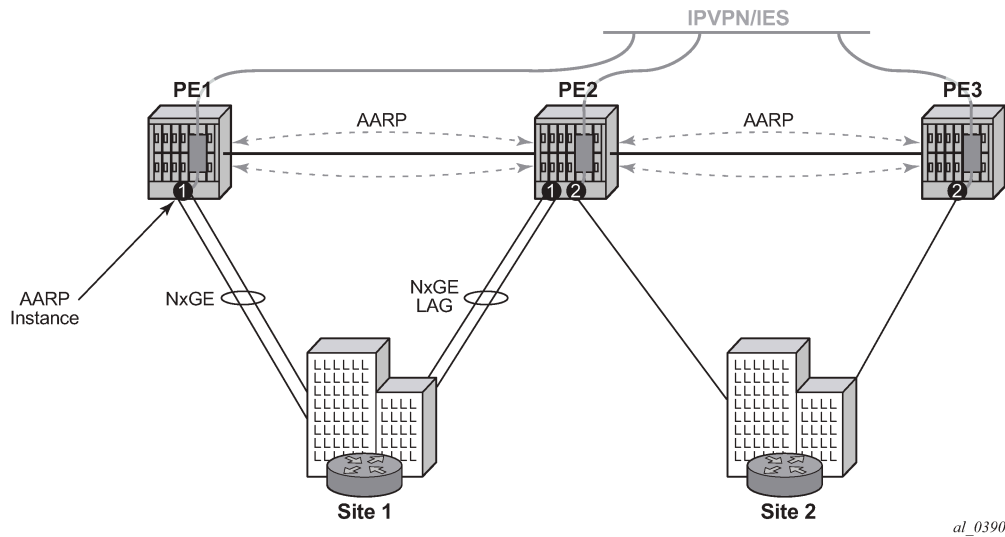 IPVPN/IES
PE1
PE2
PE3
AARP
AARP
1
1
2
2
AARP
Instance
NxGE
NxGE
LAG
Site 1
Site 2
al_0390